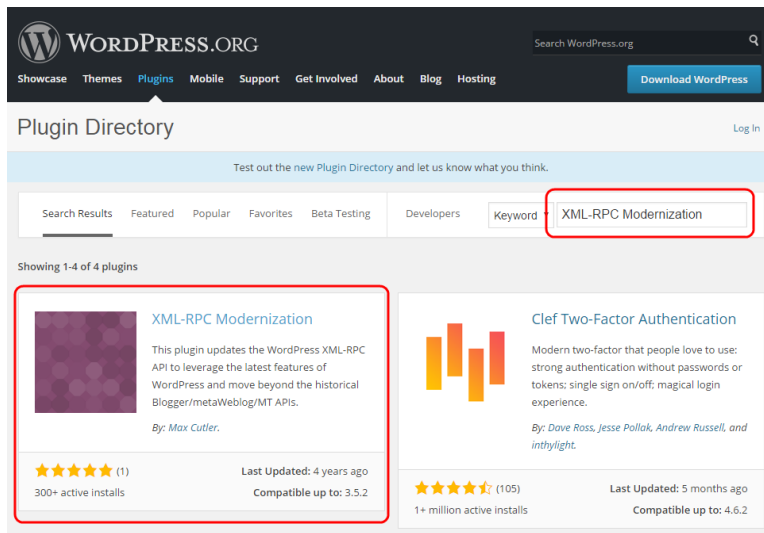 WORDPRESS.ORG
Search WordPress.org
Showcase Themes Plugins Mobile Support Get Involved About Blog Hosting
Download WordPress
Plugin Directory
Log In
Test out the new Plugin Directory and let us know what you think.
Search Results Featured Popular Favorites Beta Testing Developers Keyword XML-RPC Modernization
Showing 1-4 of 4 plugins
XML-RPC Modernization
This plugin updates the WordPress XML-RPC
API to leverage the latest features of
WordPress and move beyond the historical
Blogger/metaWeblog/MT APIs.
By: Max Cutler.
(1)
300+ active installs
Last Updated: 4 years ago
Compatible up to: 3.5.2
Clef Two-Factor Authentication
Modern two-factor that people love to use:
strong authentication without passwords or
tokens; single sign on/off; magical login
experience.
By: Dave Ross, Jesse Pollak, Andrew Russell, and
inthylight.
(105)
1+ million active installs
Last Updated: 5 months ago
Compatible up to: 4.6.2